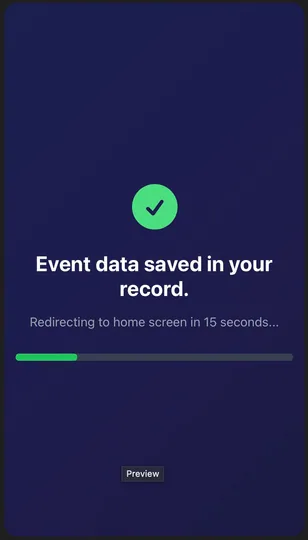 Event data saved in your
record.
Redirecting to home screen in 15 seconds...
Preview